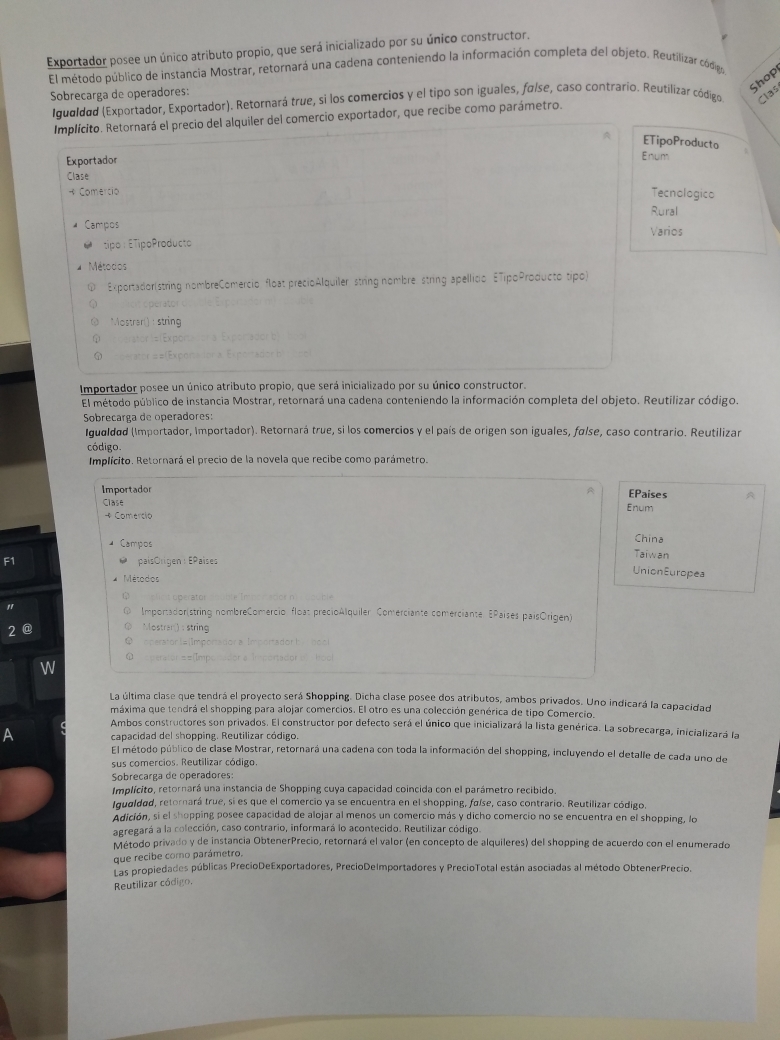 Exportador posee un único atributo propio, que será inicializado por su único constructor.
El método público de instancia Mostrar, retornará una cadena conteniendo la información completa del objeto. Reutilizar código.
Sobrecarga de operadores:
Igualdad (Exportador, Exportador). Retornará true, si los comercios y el tipo son iguales, false, caso contrario. Reutilizar código.
Implícito. Retornará el precio del alquiler del comercio exportador, que recibe como parámetro.
Shopp
Clas
Exportador
Clase
Comercio
Campos
tipo : ETipoProducto
Métodos
Exportador(string nombreComercio, float precioAlquiler, string nombre, string apellido, ETipoProducto tipo)
Mostrar() : string
ETipoProducto
Enum
Tecnologico
Rural
Varios
Importador posee un único atributo propio, que será inicializado por su único constructor.
El método público de instancia Mostrar, retornará una cadena conteniendo la información completa del objeto. Reutilizar código.
Sobrecarga de operadores:
Igualdad (Importador, Importador). Retornará true, si los comercios y el país de origen son iguales, false, caso contrario. Reutilizar
código.
Implícito. Retornará el precio de la novela que recibe como parámetro.
Importador
Clase
Comercio
Campos
paisOrigen : EPaises
Métodos
Importador(string nombreComercio, float precioAlquiler, Comerciante comerciante, EPaises paisOrigen)
Mostrar() : string
EPaises
Enum
China
Taiwan
UnionEuropea
La última clase que tendrá el proyecto será Shopping. Dicha clase posee dos atributos, ambos privados. Uno indicará la capacidad
máxima que tendrá el shopping para alojar comercios. El otro es una colección genérica de tipo Comercio.
Ambos constructores son privados. El constructor por defecto será el único que inicializará la lista genérica. La sobrecarga, inicializará la
capacidad del shopping. Reutilizar código.
El método público de clase Mostrar, retornará una cadena con toda la información del shopping, incluyendo el detalle de cada uno de
sus comercios. Reutilizar código.
Sobrecarga de operadores:
Implícito, retornará una instancia de Shopping cuya capacidad coincida con el parámetro recibido.
Igualdad, retornará true, si es que el comercio ya se encuentra en el shopping, false, caso contrario. Reutilizar código.
Adición, si el shopping posee capacidad de alojar al menos un comercio más y dicho comercio no se encuentra en el shopping, lo
agregará a la colección, caso contrario, informará lo acontecido. Reutilizar código.
Método privado y de instancia ObtenerPrecio, retornará el valor (en concepto de alquileres) del shopping de acuerdo con el enumerado
que recibe como parámetro.
Las propiedades públicas PrecioDeExportadores, PrecioDeImportadores y PrecioTotal están asociadas al método ObtenerPrecio.
Reutilizar código.
F1
"
2 @
W
A
S